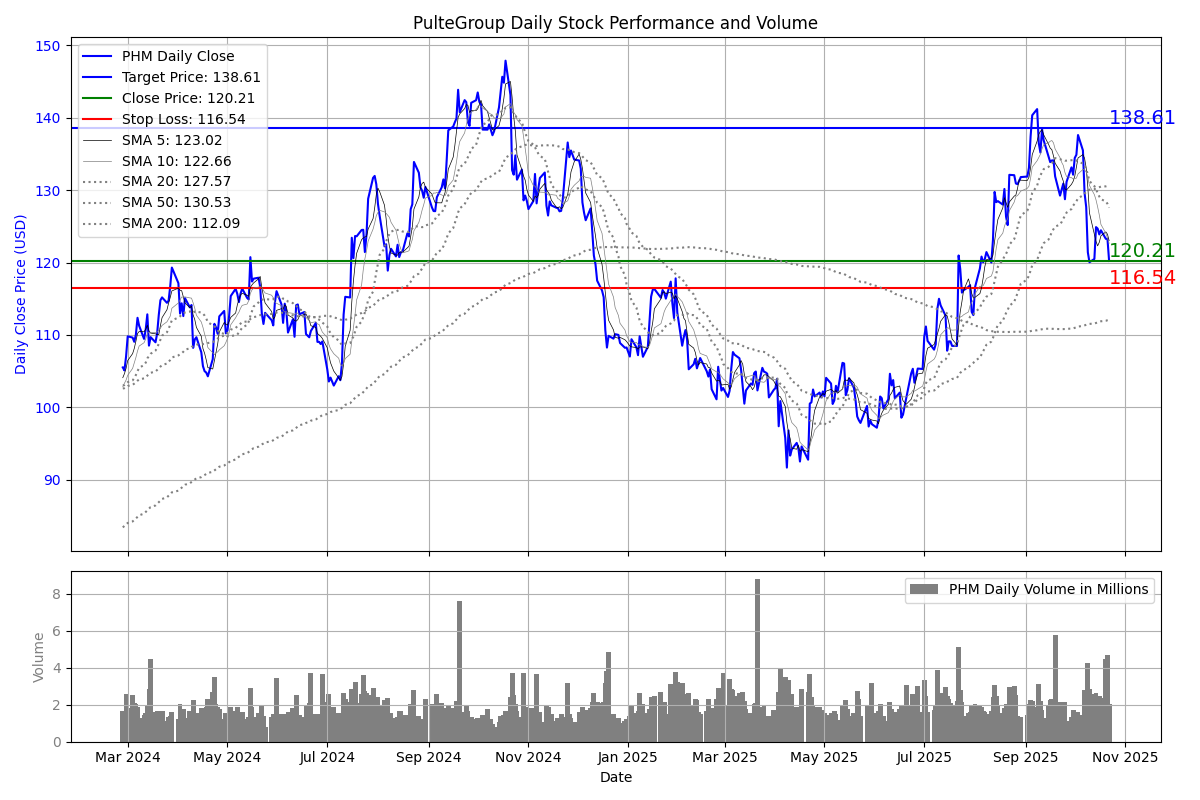 PulteGroup Daily Stock Performance and Volume
Daily Close Price (USD)
150
140
130
120
110
100
90
PHM Daily Close
Target Price: 138.61
Close Price: 120.21
Stop Loss: 116.54
SMA 5: 123.02
SMA 10: 122.66
SMA 20: 127.57
SMA 50: 130.53
SMA 200: 112.09
138.61
120.21
116.54
Volume
8
6
4
2
0
PHM Daily Volume in Millions
Mar 2024 May 2024 Jul 2024 Sep 2024 Nov 2024 Jan 2025 Mar 2025 May 2025 Jul 2025 Sep 2025 Nov 2025
Date